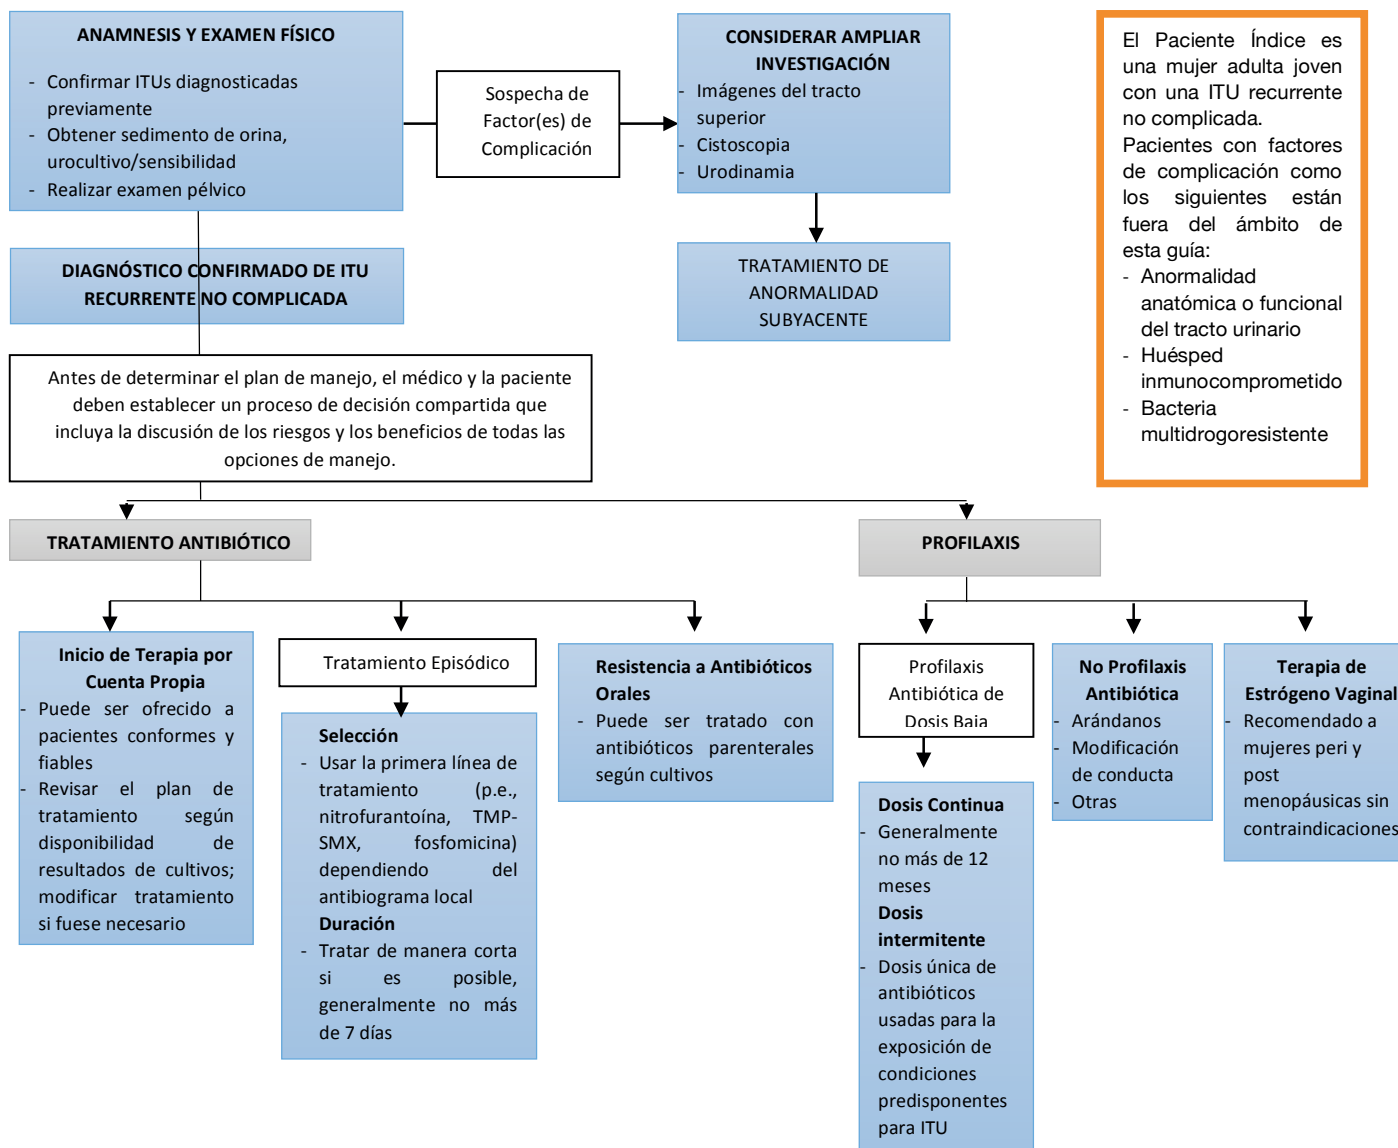 ANAMNESIS Y EXAMEN FÍSICO
- Confirmar ITUs diagnosticadas
previamente
- Obtener sedimento de orina,
urocultivo/sensibilidad
- Realizar examen pélvico
Sospecha de
Factor(es) de
Complicación
CONSIDERAR AMPLIAR
INVESTIGACIÓN
- Imágenes del tracto
superior
- Cistoscopia
- Urodinamia
TRATAMIENTO DE
ANORMALIDAD
SUBYACENTE
El Paciente Índice es
una mujer adulta joven
con una ITU recurrente
no complicada.
Pacientes con factores
de complicación como
los siguientes están
fuera del ámbito de
esta guía:
- Anormalidad
anatómica o funcional
del tracto urinario
- Huésped
inmunocomprometido
- Bacteria
multidrogoresistente
DIAGNÓSTICO CONFIRMADO DE ITU
RECURRENTE NO COMPLICADA
Antes de determinar el plan de manejo, el médico y la paciente
deben establecer un proceso de decisión compartida que
incluya la discusión de los riesgos y los beneficios de todas las
opciones de manejo.
TRATAMIENTO ANTIBIÓTICO
PROFILAXIS
Inicio de Terapia por
Cuenta Propia
- Puede ser ofrecido a
pacientes conformes y
fiables
- Revisar el plan de
tratamiento según
disponibilidad de
resultados de cultivos;
modificar tratamiento
si fuese necesario
Tratamiento Episódico
Selección
- Usar la primera línea de
tratamiento (p.e.,
nitrofurantoína, TMP-
SMX, fosfomicina)
dependiendo del
antibiograma local
Duración
- Tratar de manera corta
si es posible,
generalmente no más
de 7 días
Resistencia a Antibióticos
Orales
- Puede ser tratado con
antibióticos parenterales
según cultivos
Profilaxis
Antibiótica de
Dosis Baja
Dosis Continua
- Generalmente
no más de 12
meses
Dosis
intermitente
- Dosis única de
antibióticos
usadas para la
exposición de
condiciones
predisponentes
para ITU
No Profilaxis
Antibiótica
- Arándanos
- Modificación
de conducta
- Otras
Terapia de
Estrógeno Vaginal
- Recomendado a
mujeres peri y
post
menopáusicas sin
contraindicaciones